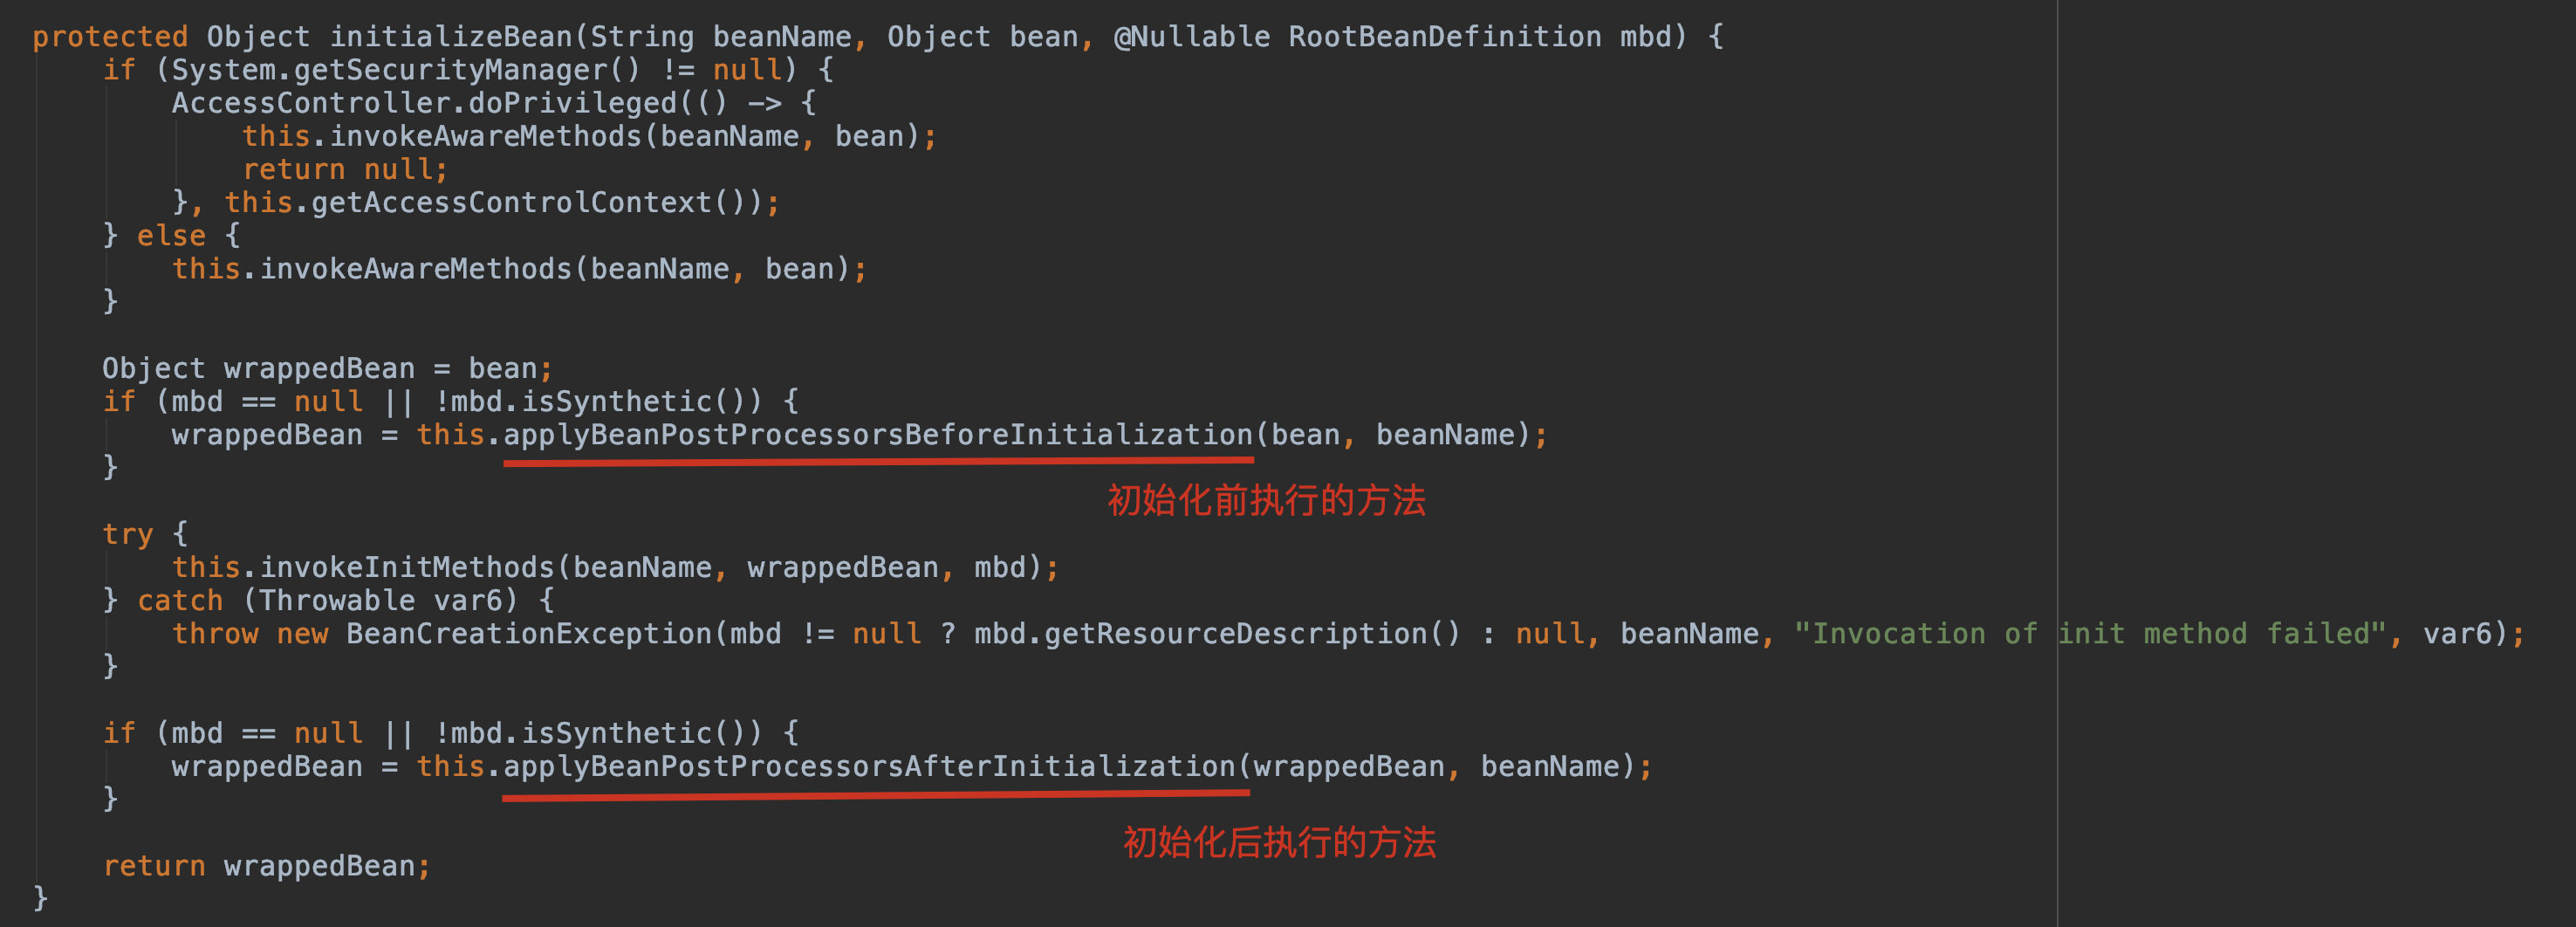 protected Object initializeBean(String beanName, Object bean, @Nullable RootBeanDefinition mbd) {
    if (System.getSecurityManager() != null) {
        AccessController.doPrivileged(() -> {
            this.invokeAwareMethods(beanName, bean);
            return null;
        }, this.getAccessControlContext());
    } else {
        this.invokeAwareMethods(beanName, bean);
    }
    Object wrappedBean = bean;
    if (mbd == null || !mbd.isSynthetic()) {
        wrappedBean = this.applyBeanPostProcessorsBeforeInitialization(bean, beanName);
    }
初始化前执行的方法
    try {
        this.invokeInitMethods(beanName, wrappedBean, mbd);
    } catch (Throwable var6) {
        throw new BeanCreationException(mbd != null ? mbd.getResourceDescription() : null, beanName, "Invocation of init method failed", var6);
    }
    if (mbd == null || !mbd.isSynthetic()) {
        wrappedBean = this.applyBeanPostProcessorsAfterInitialization(wrappedBean, beanName);
    }
初始化后执行的方法
    return wrappedBean;
}